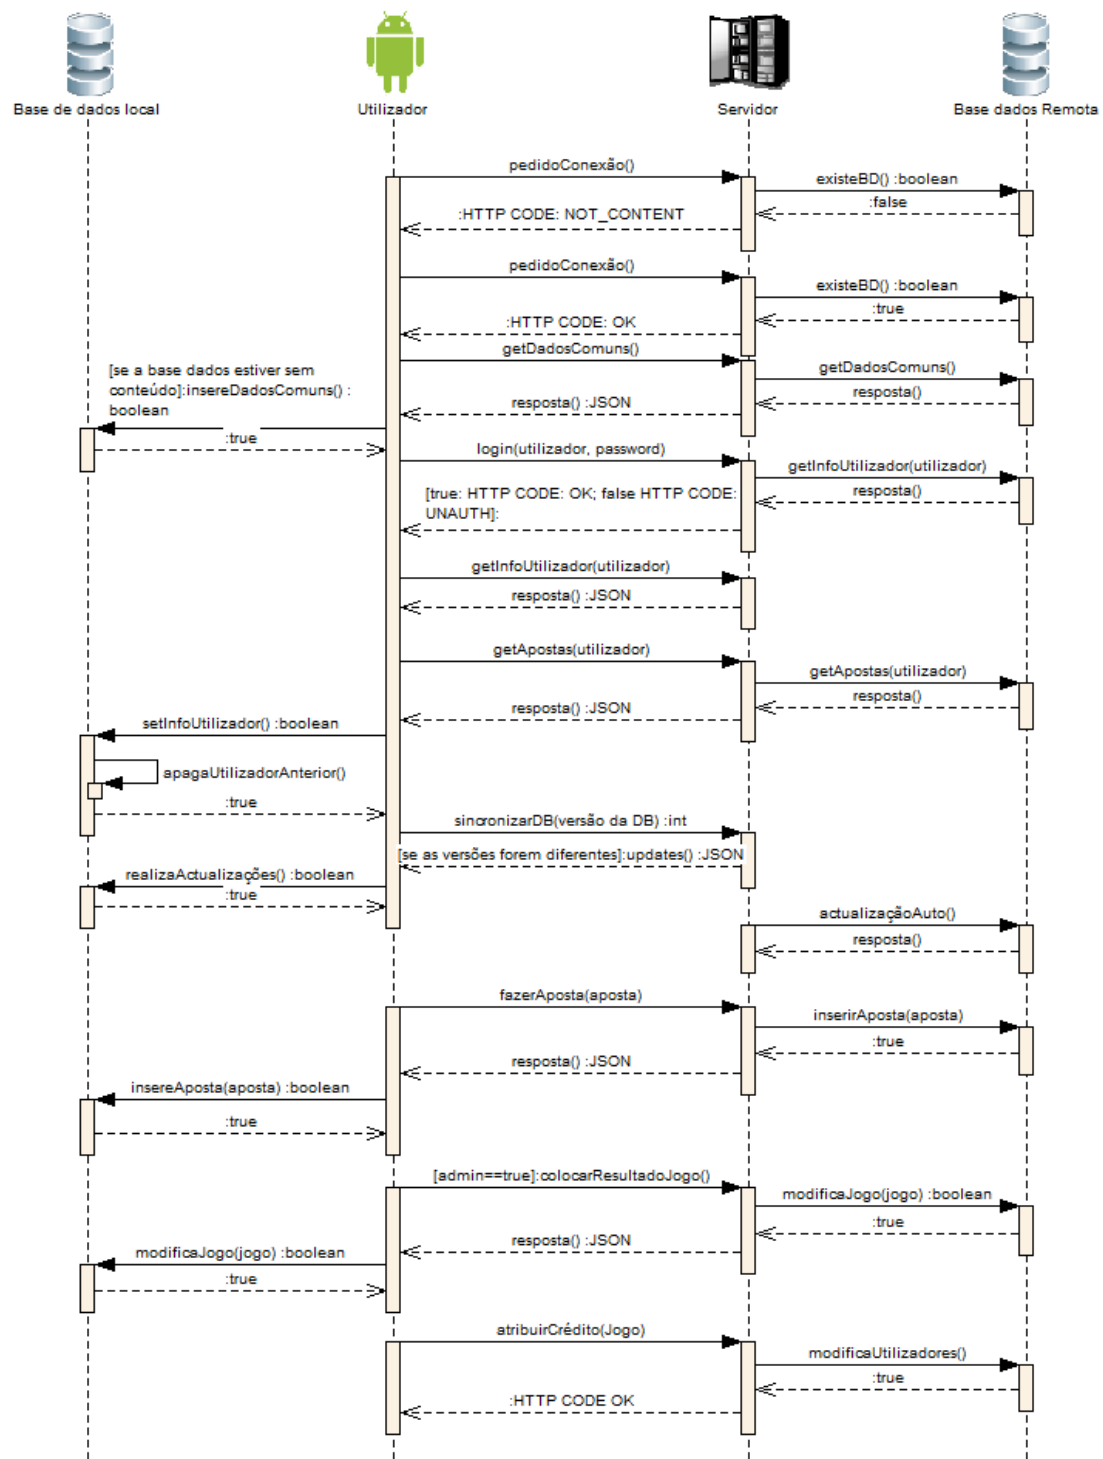 Base de dados local
Utilizador
Servidor
Base dados Remota
pedidoConexão()
existeBD() :boolean
:false
:HTTP CODE: NOT_CONTENT
pedidoConexão()
existeBD() :boolean
:true
:HTTP CODE: OK
getDadosComuns()
getDadosComuns()
[se a base dados estiver sem
conteúdo]:insereDadosComuns() :
boolean
resposta()
resposta() :JSON
:true
login(utilizador, password)
getInfoUtilizador(utilizador)
resposta()
[true: HTTP CODE: OK; false HTTP CODE:
UNAUTH]:
getInfoUtilizador(utilizador)
resposta() :JSON
getApostas(utilizador)
getApostas(utilizador)
resposta()
resposta() :JSON
setInfoUtilizador() :boolean
apagaUtilizadorAnterior()
:true
sincronizarDB(versão da DB) :int
[se as versões forem diferentes]:updates() :JSON
realizaActualizações() :boolean
:true
actualizaçãoAuto()
resposta()
fazerAposta(aposta)
inserirAposta(aposta)
:true
resposta() :JSON
insereAposta(aposta) :boolean
:true
[admin==true]:colocarResultadoJogo()
modificaJogo(jogo) :boolean
:true
resposta() :JSON
modificaJogo(jogo) :boolean
:true
atribuirCrédito(Jogo)
modificaUtilizadores()
:true
:HTTP CODE OK